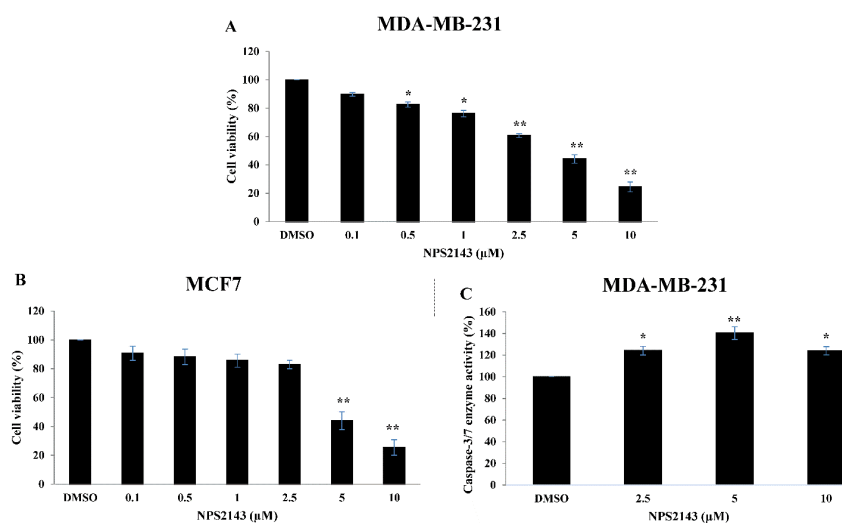 A
MDA-MB-231
Cell viability (%)
120
100
80
60
40
20
0
*
*
**
**
**
DMSO 0.1 0.5 1 2.5 5 10
NPS2143 (µM)
B
MCF7
Cell viability (%)
120
100
80
60
40
20
0
**
**
DMSO 0.1 0.5 1 2.5 5 10
NPS2143 (µM)
C
MDA-MB-231
Caspase-3/7 enzyme activity (%)
160
140
120
100
80
60
40
20
0
*
**
*
DMSO 2.5 5 10
NPS2143 (µM)